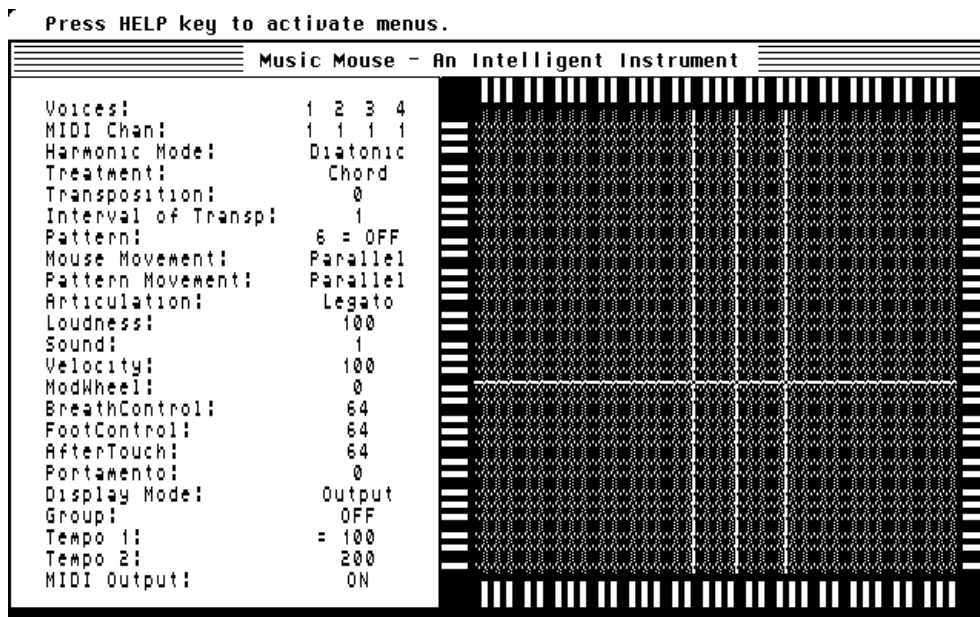 Press HELP key to activate menus.
Music Mouse - An Intelligent Instrument
Voices: 1 2 3 4
MIDI Chan: 1 1 1 1
Harmonic Mode: Diatonic
Treatment: Chord
Transposition: 0
Interval of Transp: 1
Pattern: 6 = OFF
Mouse Movement: Parallel
Pattern Movement: Parallel
Articulation: Legato
Loudness: 100
Sound: 1
Velocity: 100
ModWheel: 0
BreathControl: 64
FootControl: 64
AfterTouch: 64
Portamento: 0
Display Mode: Output
Group: OFF
Tempo 1: = 100
Tempo 2: 200
MIDI Output: ON